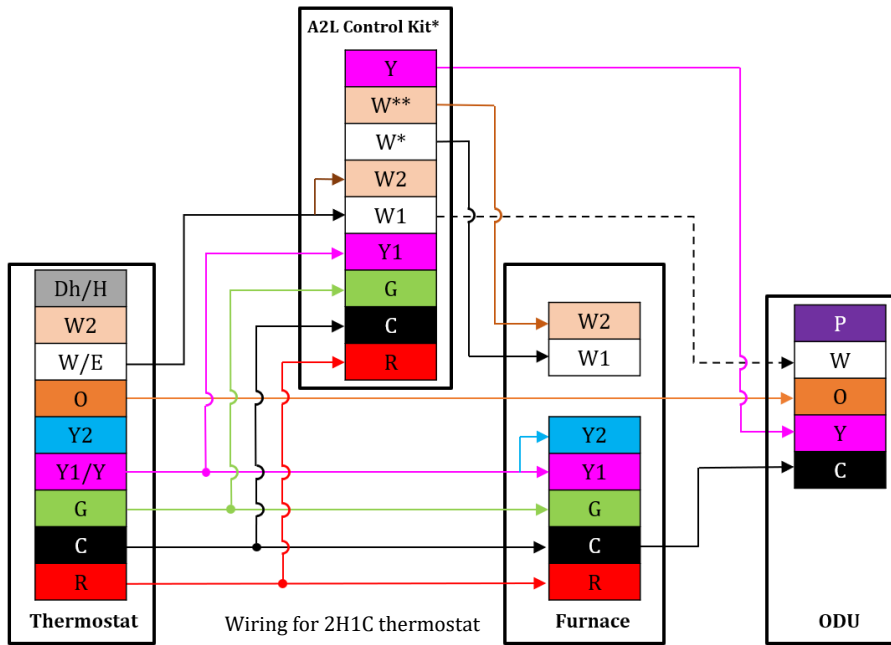 A2L Control Kit*
Y
W**
W*
W2
W1
Y1
G
C
R
Dh/H
W2
W/E
O
Y2
Y1/Y
G
C
R
Thermostat
Wiring for 2H1C thermostat
W2
W1
Y2
Y1
G
C
R
Furnace
P
W
O
Y
C
ODU